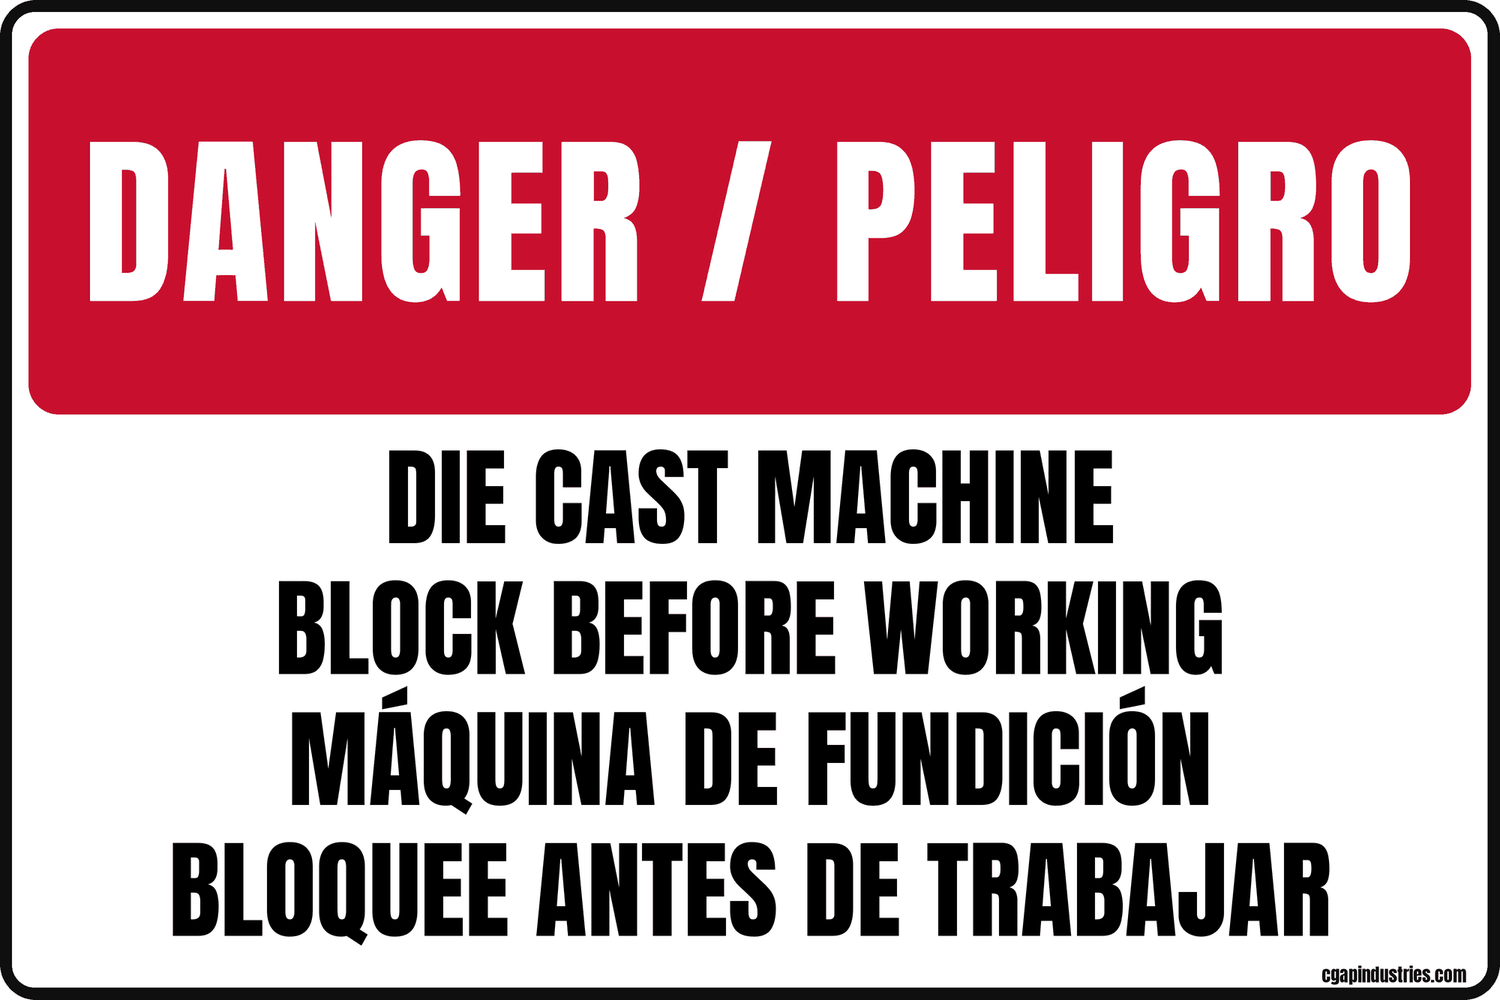 DANGER / PELIGRO
DIE CAST MACHINE
BLOCK BEFORE WORKING
MÁQUINA DE FUNDICIÓN
BLOQUEE ANTES DE TRABAJAR
cgapindustries.com